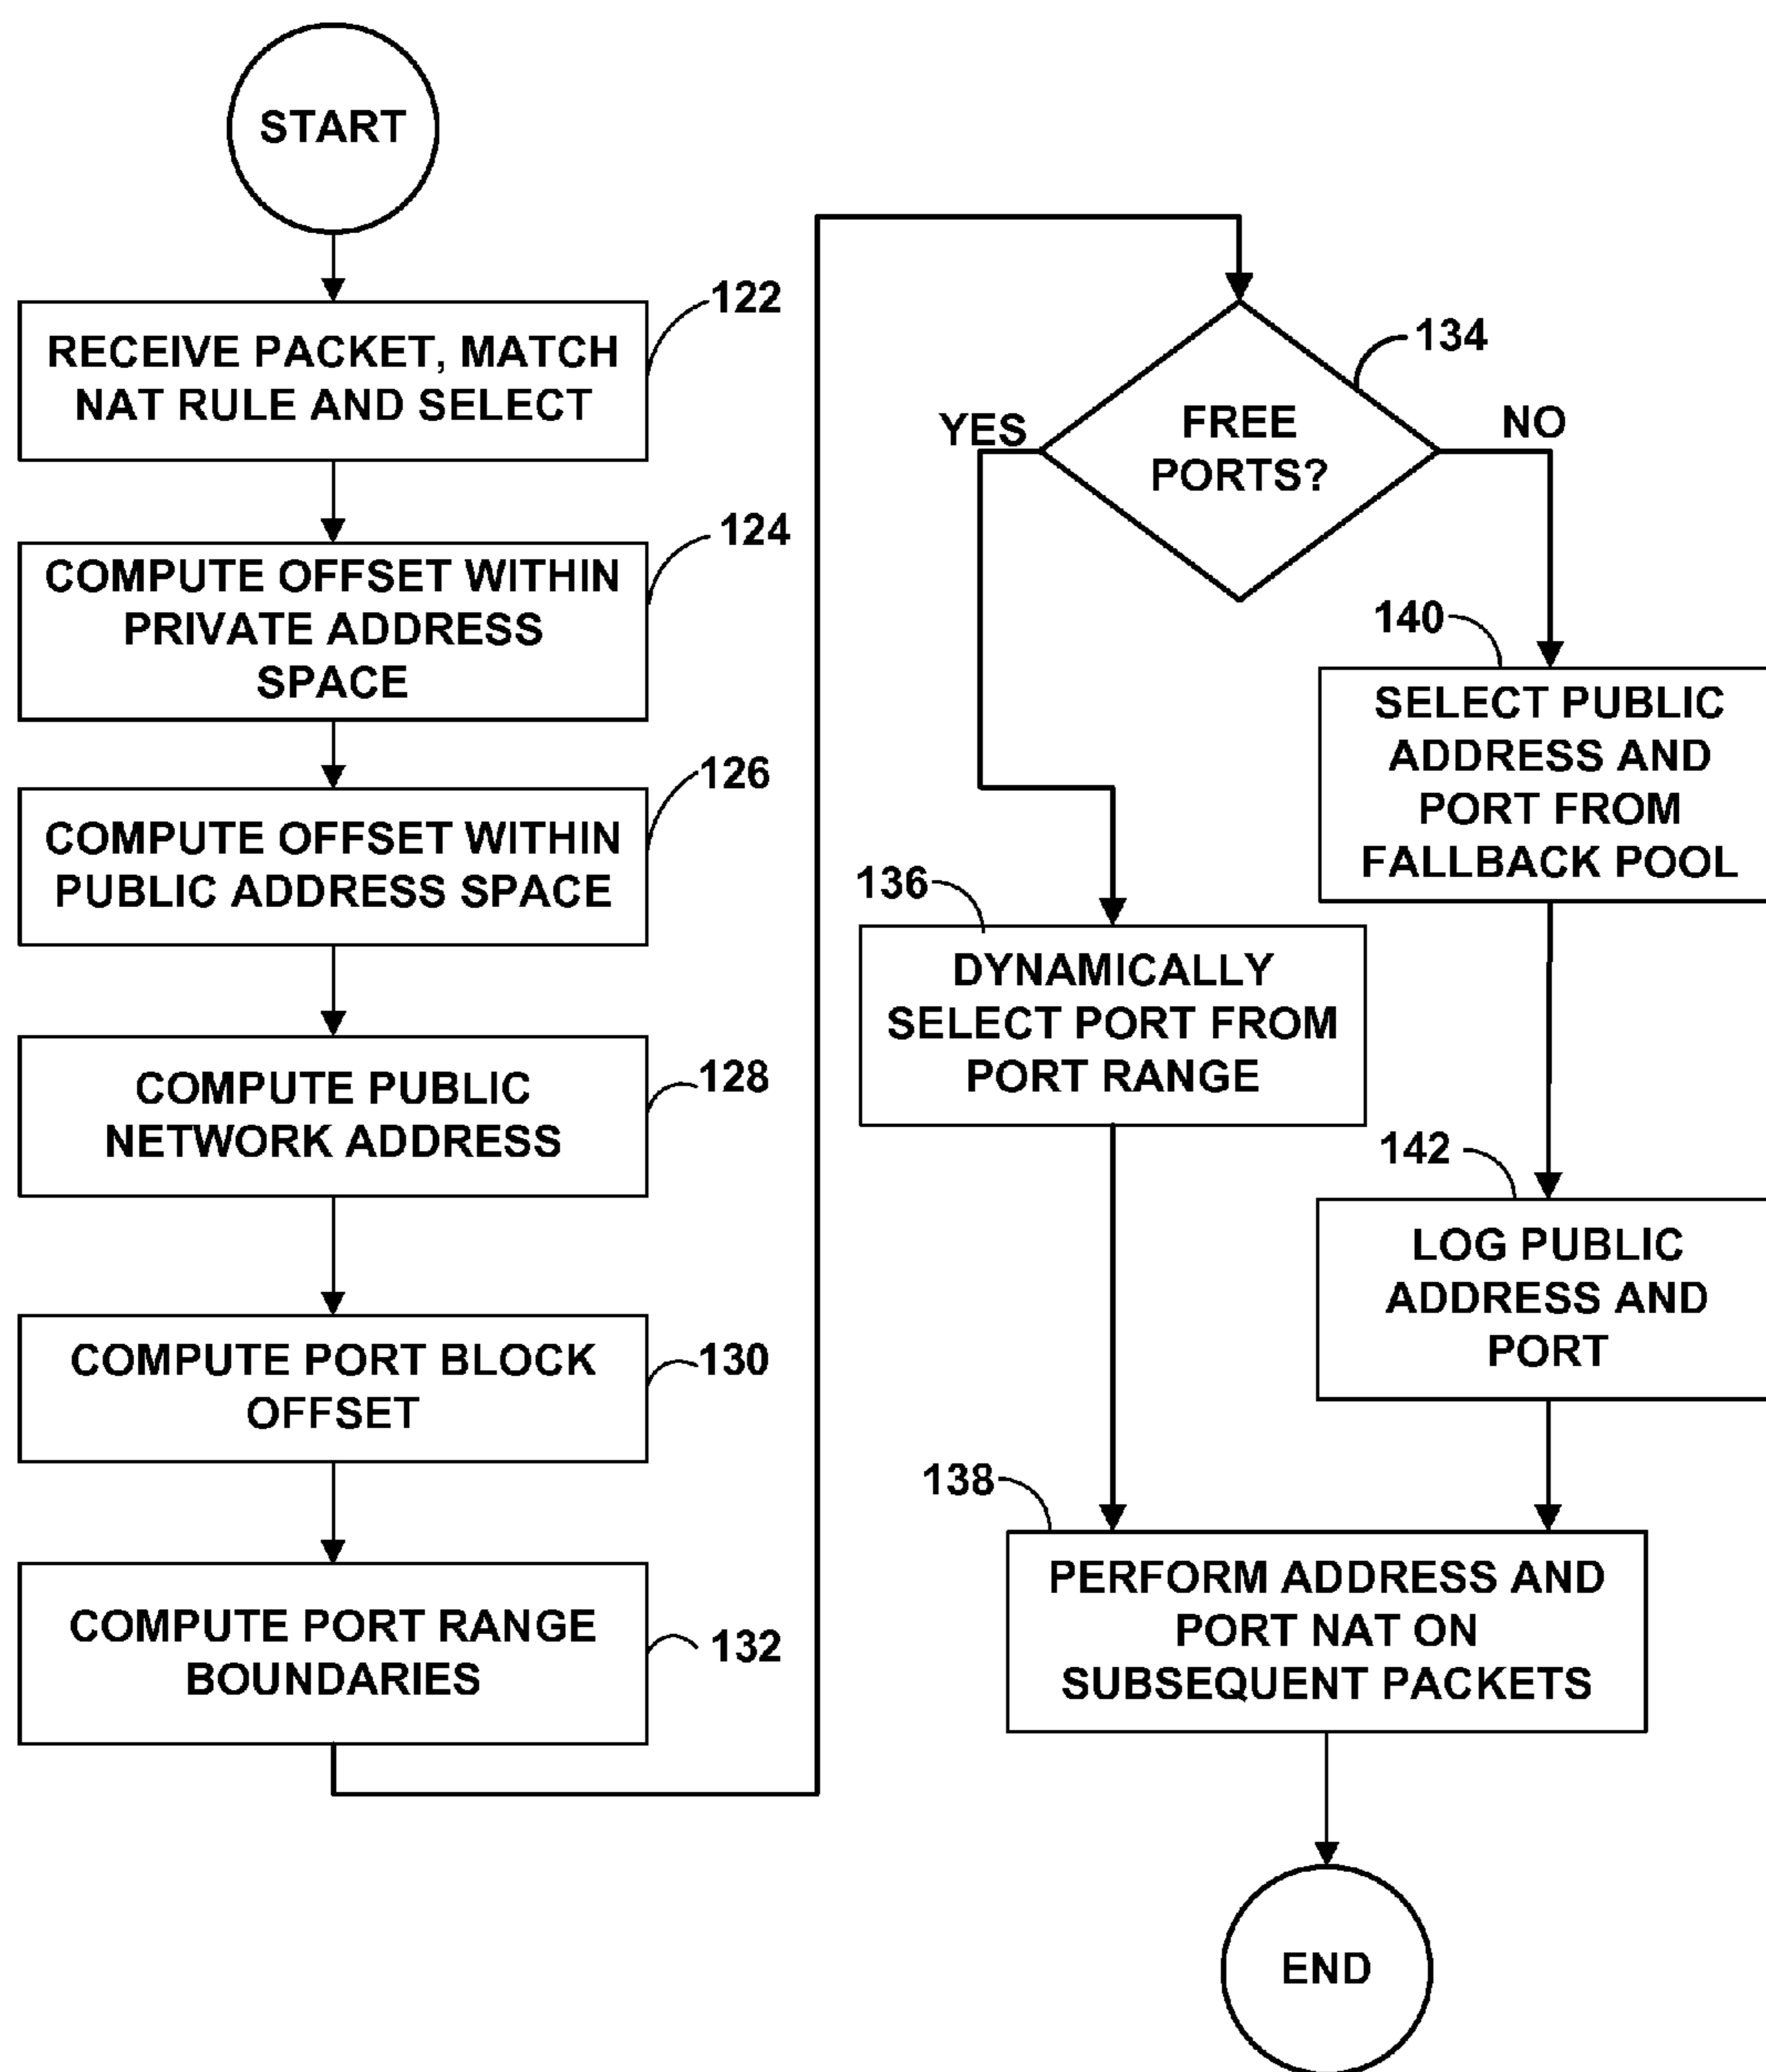 START
122
RECEIVE PACKET, MATCH
NAT RULE AND SELECT
124
COMPUTE OFFSET WITHIN
PRIVATE ADDRESS
SPACE
126
COMPUTE OFFSET WITHIN
PUBLIC ADDRESS SPACE
128
COMPUTE PUBLIC
NETWORK ADDRESS
130
COMPUTE PORT BLOCK
OFFSET
132
COMPUTE PORT RANGE
BOUNDARIES
134
FREE
PORTS?
YES
NO
136
DYNAMICALLY
SELECT PORT FROM
PORT RANGE
140
SELECT PUBLIC
ADDRESS AND
PORT FROM
FALLBACK POOL
142
LOG PUBLIC
ADDRESS AND
PORT
138
PERFORM ADDRESS AND
PORT NAT ON
SUBSEQUENT PACKETS
END